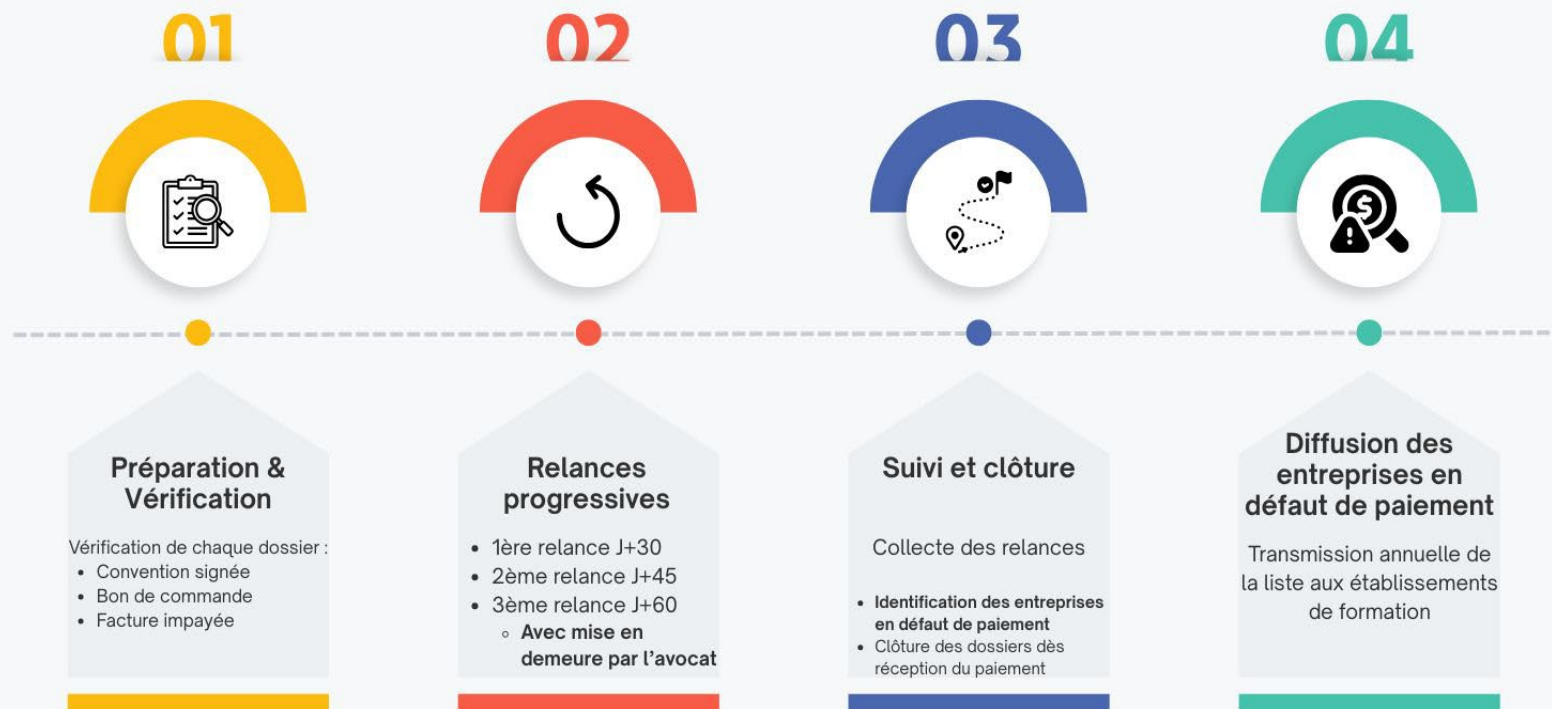 01
02
03
04
Préparation &
Vérification
Vérification de chaque dossier :
• Convention signée
• Bon de commande
• Facture impayée
Relances
progressives
• 1ère relance J+30
• 2ème relance J+45
• 3ème relance J+60
◦ Avec mise en
demeure par l’avocat
Suivi et clôture
Collecte des relances
• Identification des entreprises
en défaut de paiement
• Clôture des dossiers dès
réception du paiement
Diffusion des
entreprises en
défaut de paiement
Transmission annuelle de
la liste aux établissements
de formation